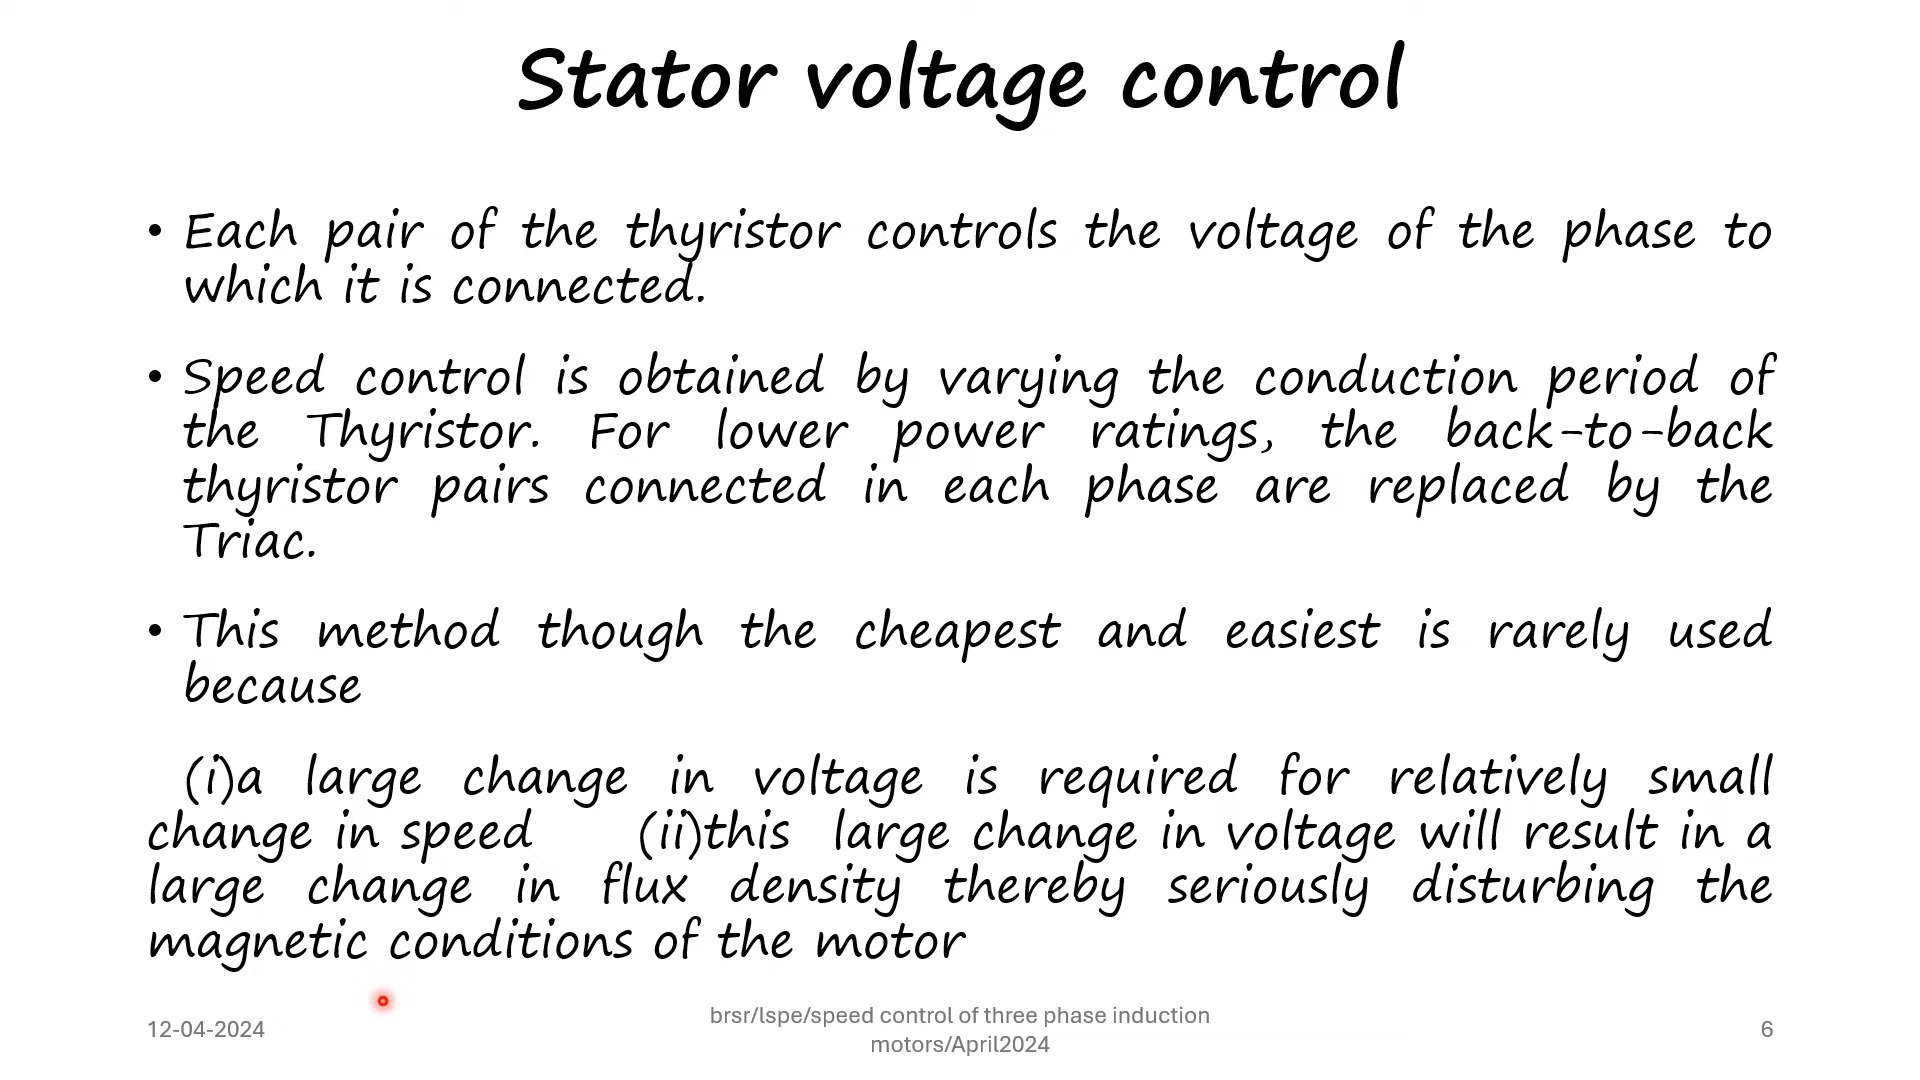 Stator voltage control
• Each pair of the thyristor controls the voltage of the phase to
which it is connected.
• Speed control is obtained by varying the conduction period of
the Thyristor. For lower power ratings, the back-to-back
thyristor pairs connected in each phase are replaced by the
Triac.
• This method though the cheapest and easiest is rarely used
because
(i)a large change in voltage is required for relatively small
change in speed (ii)this large change in voltage will result in a
large change in flux density thereby seriously disturbing the
magnetic conditions of the motor
12-04-2024
brsr/lspe/speed control of three phase induction
motors/April2024
6